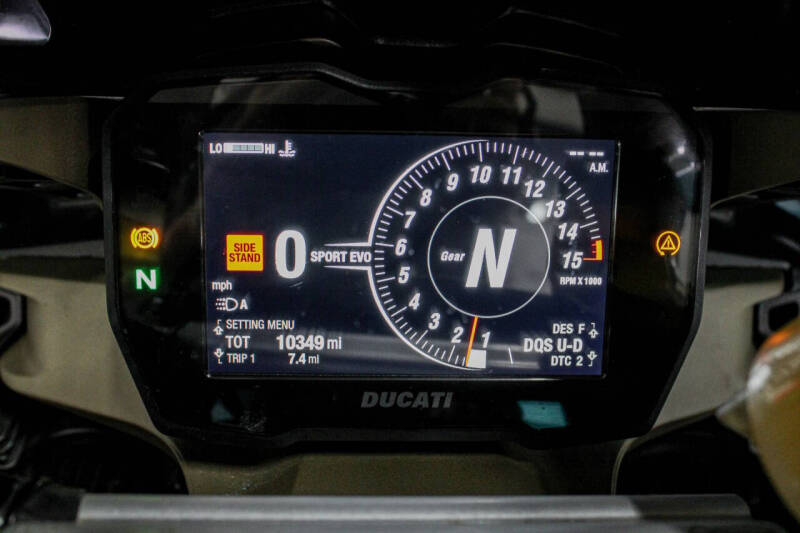 LO HI
-- --
A.M.
ABS
N
SIDE
STAND
0
SPORT EVO
mph
A
SETTING MENU
TOT 10349 mi
TRIP 1 7.4 mi
1
2
3
4
5
6
7
8
9
10
11
12
13
14
15
RPM X 1000
Gear N
DES F
DQS U-D
DTC 2
DUCATI